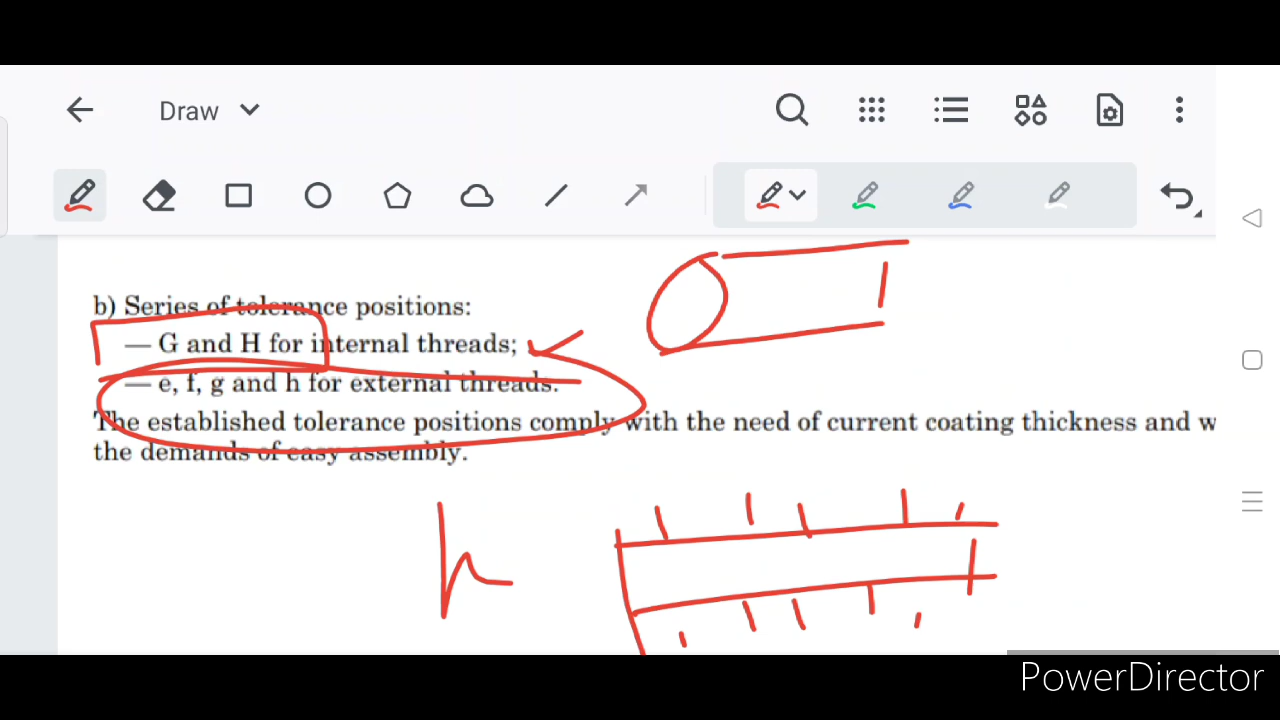 Draw
b) Series of tolerance positions:
— G and H for internal threads;
— e, f, g and h for external threads.
The established tolerance positions comply with the need of current coating thickness and w
the demands of easy assembly.
h
PowerDirector